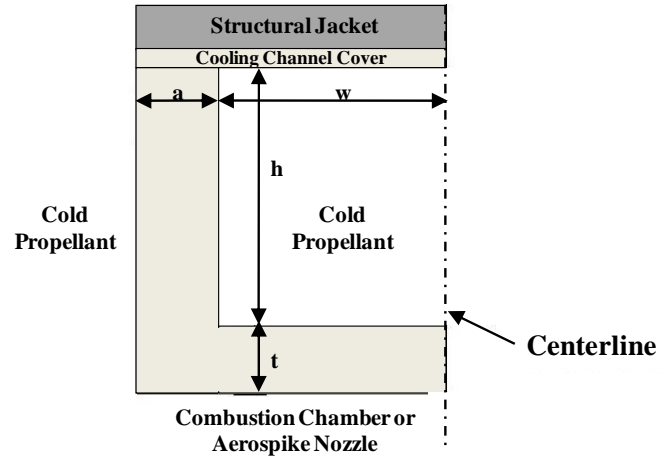 Structural Jacket
Cooling Channel Cover
a
w
h
Cold
Propellant
Cold
Propellant
t
Centerline
Combustion Chamber or
Aerospike Nozzle